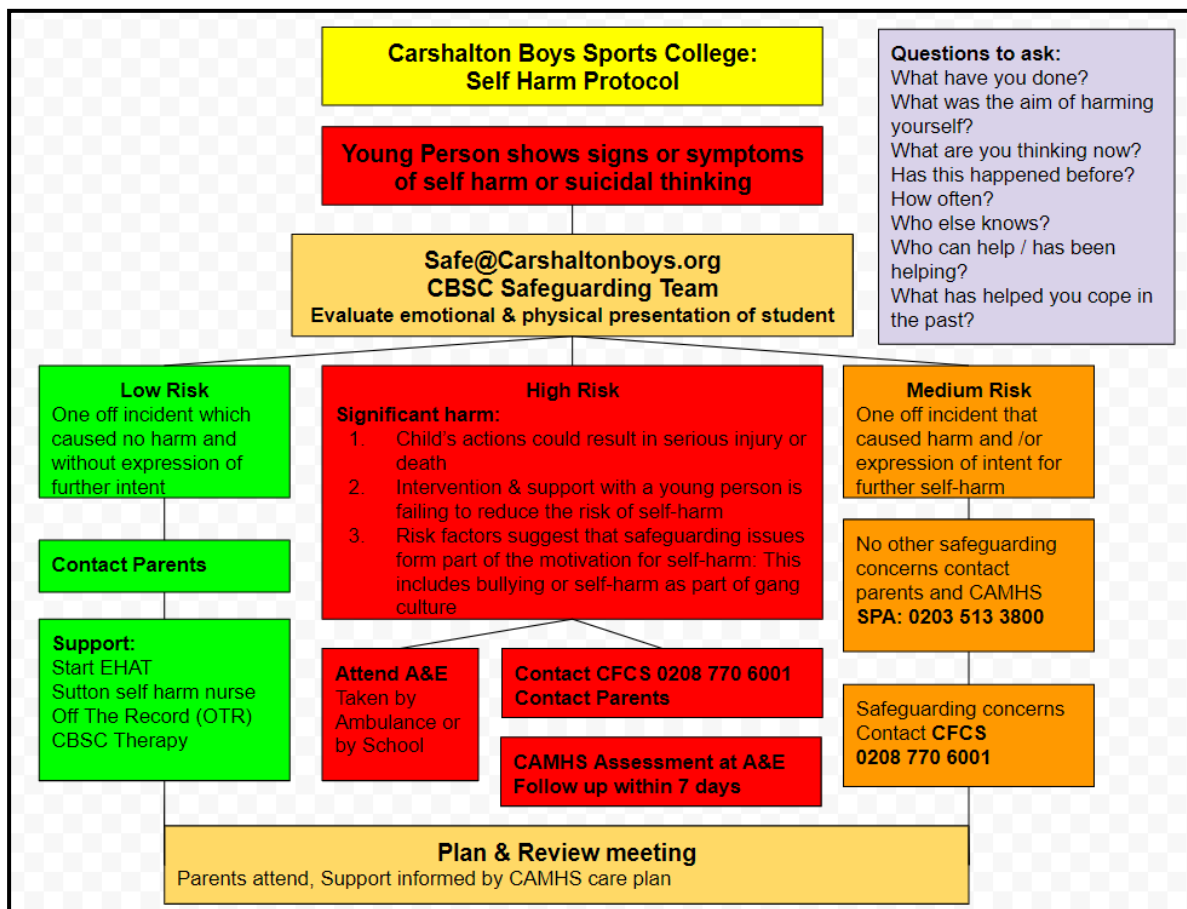 Carshalton Boys Sports College:
Self Harm Protocol
Questions to ask:
What have you done?
What was the aim of harming
yourself?
What are you thinking now?
Has this happened before?
How often?
Who else knows?
Who can help / has been
helping?
What has helped you cope in
the past?
Young Person shows signs or symptoms
of self harm or suicidal thinking
Safe@Carshaltonboys.org
CBSC Safeguarding Team
Evaluate emotional & physical presentation of student
Low Risk
One off incident which
caused no harm and
without expression of
further intent
Contact Parents
Support:
Start EHAT
Sutton self harm nurse
Off The Record (OTR)
CBSC Therapy
High Risk
Significant harm:
1. Child's actions could result in serious injury or
death
2. Intervention & support with a young person is
failing to reduce the risk of self-harm
3. Risk factors suggest that safeguarding issues
form part of the motivation for self-harm: This
includes bullying or self-harm as part of gang
culture
Attend A&E
Taken by
Ambulance or
by School
Contact CFCS 0208 770 6001
Contact Parents
CAMHS Assessment at A&E
Follow up within 7 days
Medium Risk
One off incident that
caused harm and /or
expression of intent for
further self-harm
No other safeguarding
concerns contact
parents and CAMHS
SPA: 0203 513 3800
Safeguarding concerns
Contact CFCS
0208 770 6001
Plan & Review meeting
Parents attend, Support informed by CAMHS care plan